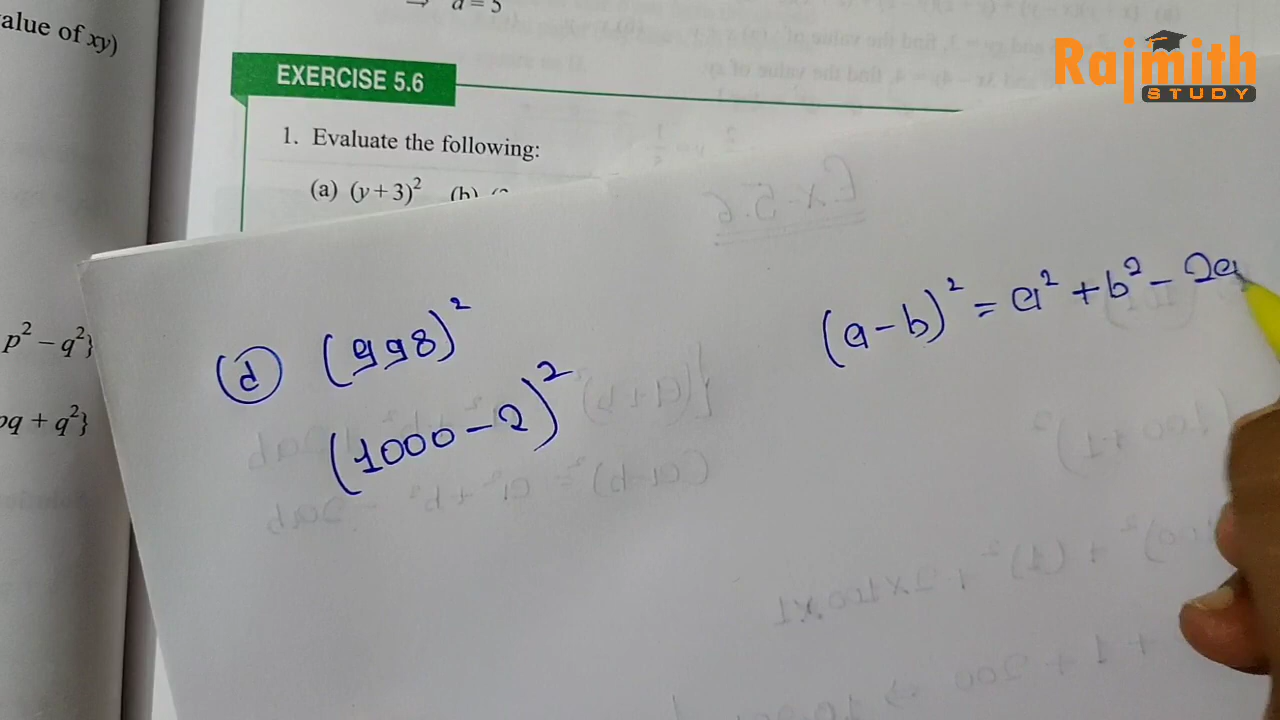 alue of xy)
a = 5
Rajmith
STUDY
EXERCISE 5.6
1. Evaluate the following:
(a) (y + 3)² (b)
p² − q²}
pq + q²}
(d) (998)²
(1000 − 2)²
(a − b)² = a² + b² − 2a